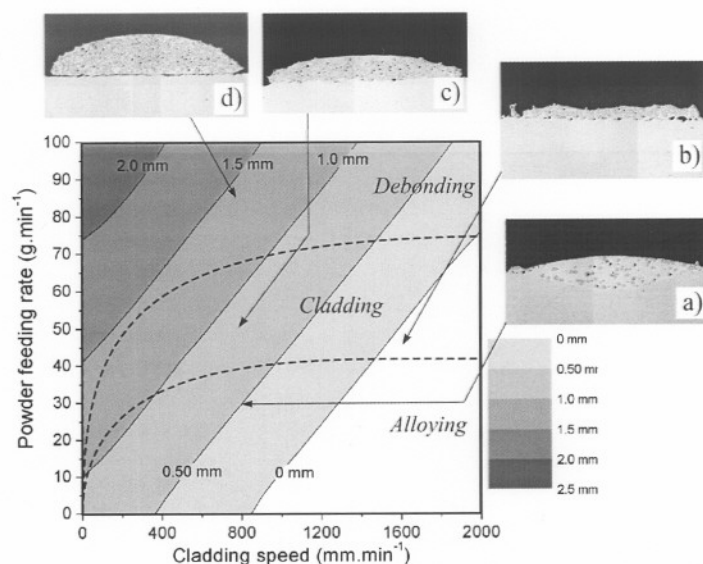 d)
c)
b)
a)
100
90
80
70
60
50
40
30
20
10
0
Powder feeding rate (g.min⁻¹)
2.0 mm
1.5 mm
1.0 mm
Debonding
Cladding
Alloying
0.50 mm
0 mm
0
400
800
1200
1600
2000
Cladding speed (mm.min⁻¹)
0 mm
0.50 mr
1.0 mm
1.5 mm
2.0 mm
2.5 mm